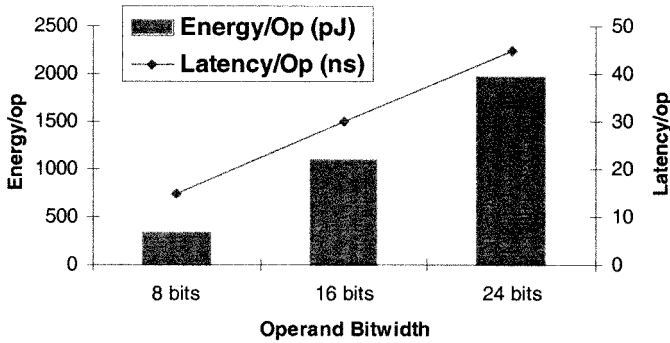 Energy/Op (pJ)
Latency/Op (ns)
2500
2000
1500
1000
500
0
Energy/op
50
40
30
20
10
0
Latency/op
8 bits
16 bits
24 bits
Operand Bitwidth